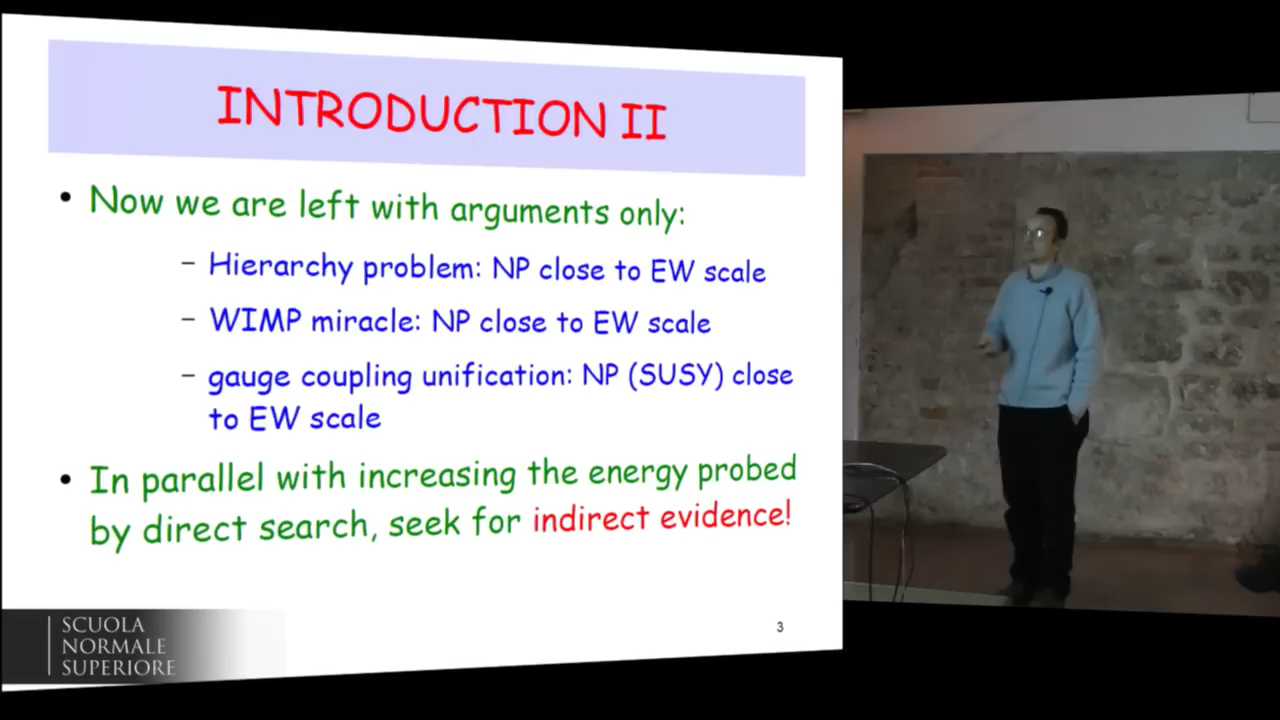 INTRODUCTION II
• Now we are left with arguments only:
– Hierarchy problem: NP close to EW scale
– WIMP miracle: NP close to EW scale
– gauge coupling unification: NP (SUSY) close
to EW scale
• In parallel with increasing the energy probed
by direct search, seek for indirect evidence!
3
SCUOLA
NORMALE
SUPERIORE